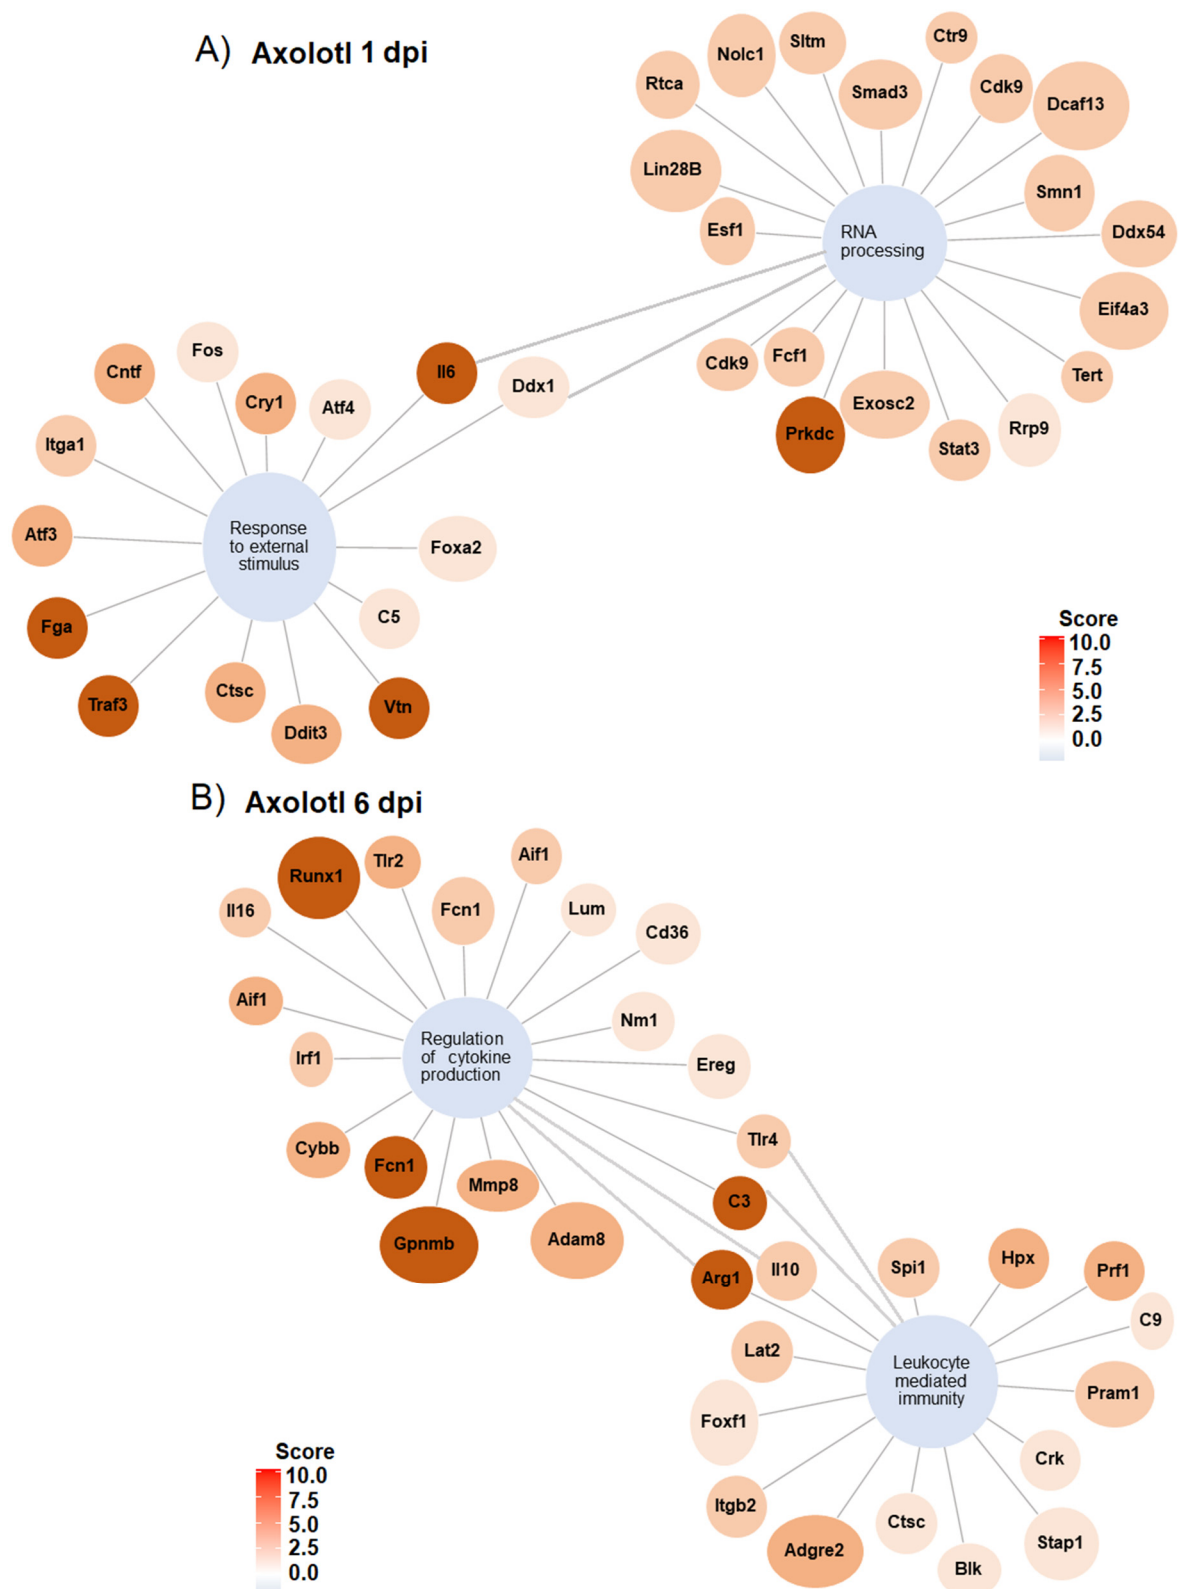 A) Axolotl 1 dpi
Ctr9
Sltm
Nolc1
Rtca
Smad3
Cdk9
Dcaf13
Lin28B
Smn1
Esf1
RNA
processing
Ddx54
Eif4a3
Fos
Cntf
Il6
Ddx1
Cdk9
Fcf1
Tert
Cry1
Atf4
Exosc2
Prkdc
Rrp9
Itga1
Stat3
Atf3
Response
to external
stimulus
Foxa2
C5
Fga
Ctsc
Traf3
Vtn
Ddit3
Score
10.0
7.5
5.0
2.5
0.0
B) Axolotl 6 dpi
Aif1
Tlr2
Runx1
Il16
Fcn1
Lum
Cd36
Aif1
Nm1
Regulation
of cytokine
production
Irf1
Ereg
Tlr4
Cybb
Fcn1
Mmp8
C3
Gpnmb
Adam8
Arg1
Il10
Spi1
Hpx
Prf1
C9
Lat2
Leukocyte
mediated
immunity
Pram1
Foxf1
Crk
Itgb2
Ctsc
Stap1
Adgre2
Blk
Score
10.0
7.5
5.0
2.5
0.0